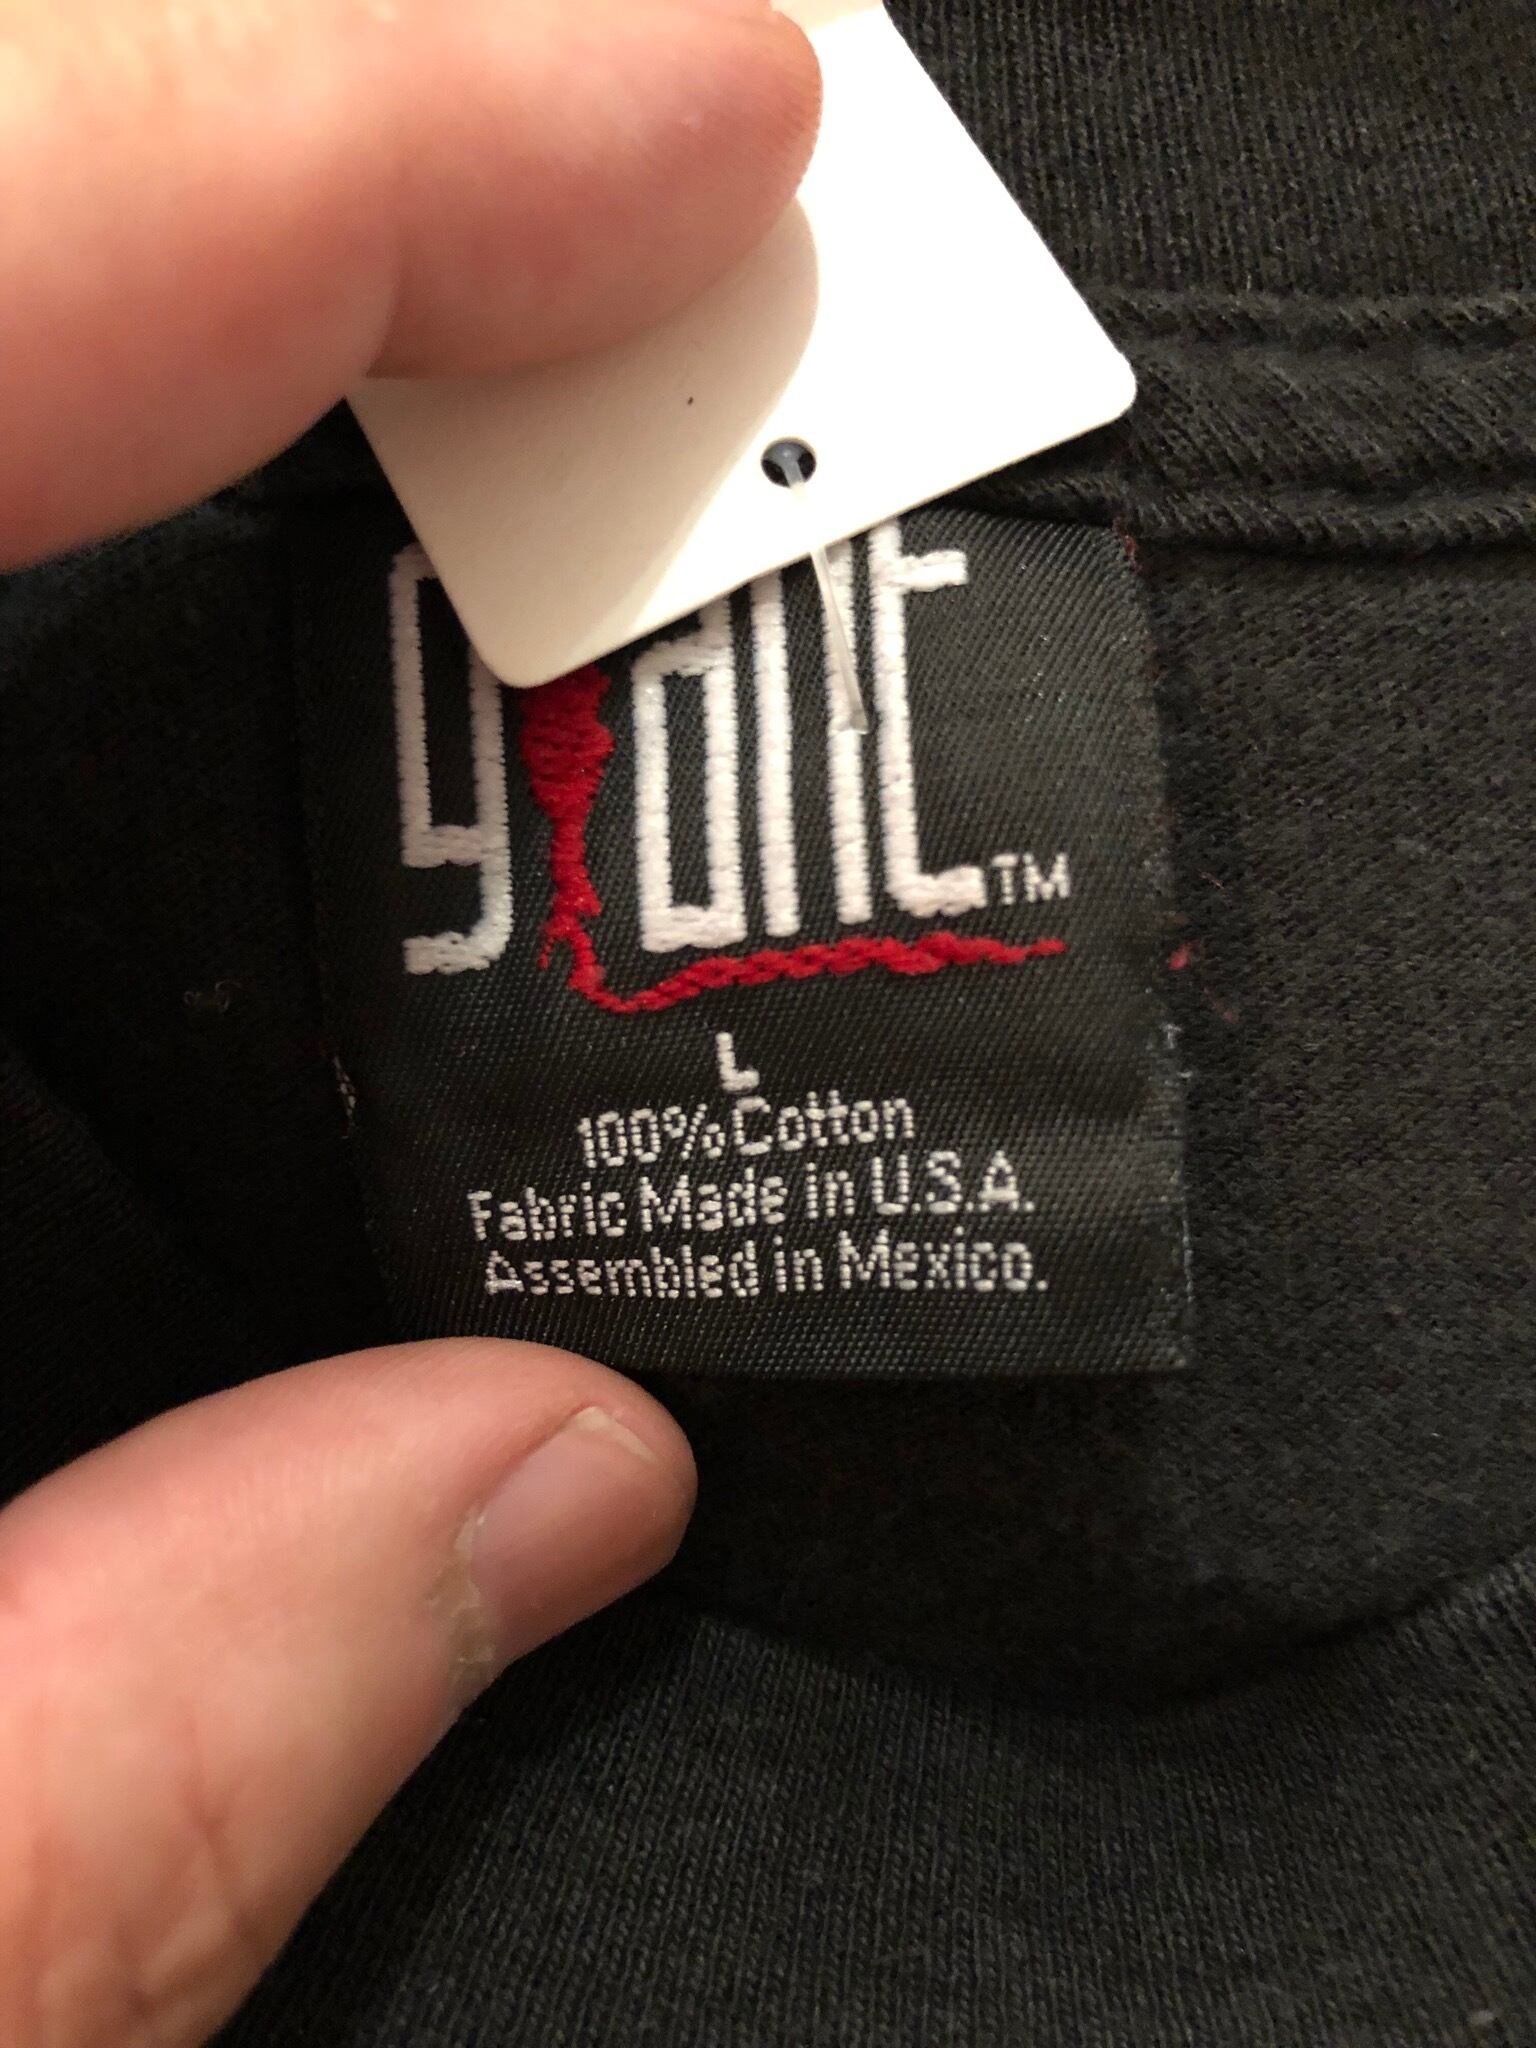 giant™
L
100% Cotton
Fabric Made in U.S.A.
Assembled in Mexico.